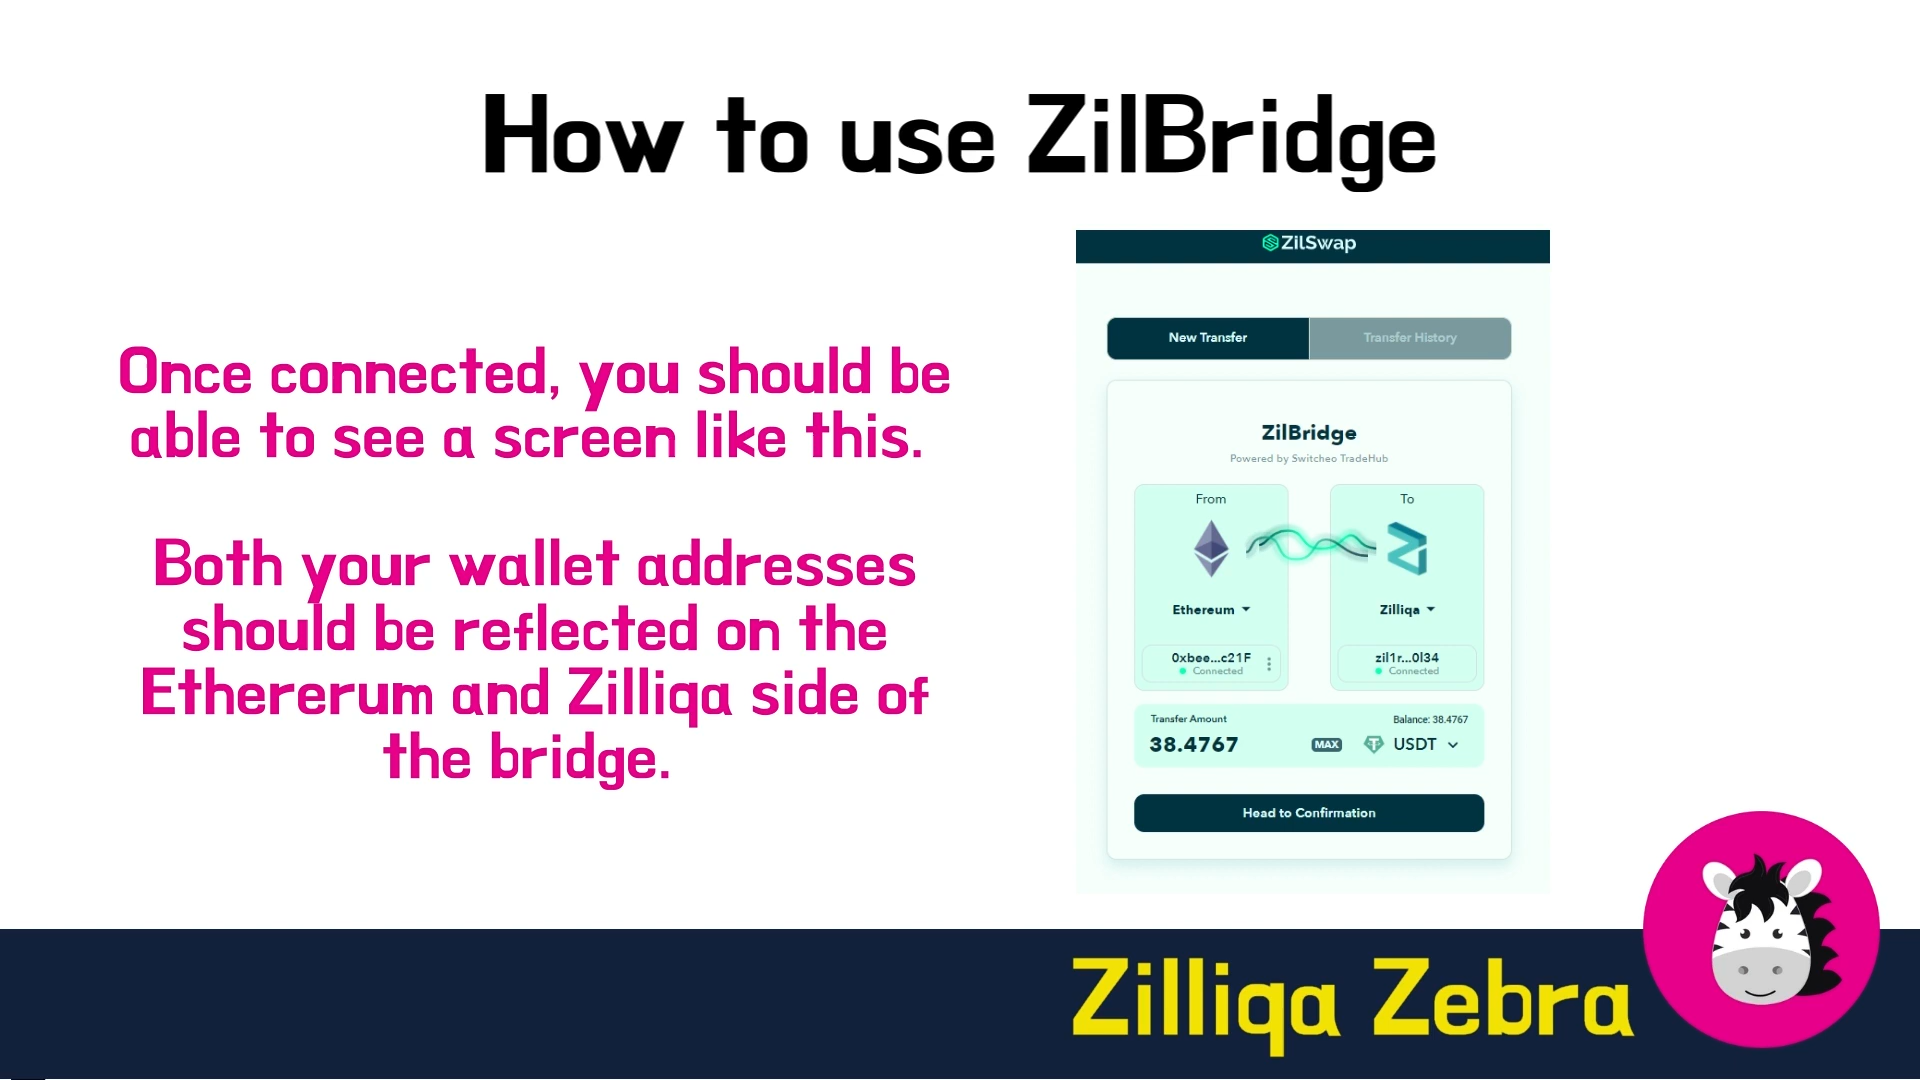 How to use ZilBridge
Once connected, you should be
able to see a screen like this.
Both your wallet addresses
should be reflected on the
Ethererum and Zilliqa side of
the bridge.
ZilSwap
New Transfer
Transfer History
ZilBridge
Powered by Switcheo TradeHub
From
To
Ethereum
Zilliqa
0xbee...c21F
Connected
zil1r...0l34
Connected
Transfer Amount
Balance: 38.4767
38.4767
MAX
USDT
Head to Confirmation
Zilliqa Zebra